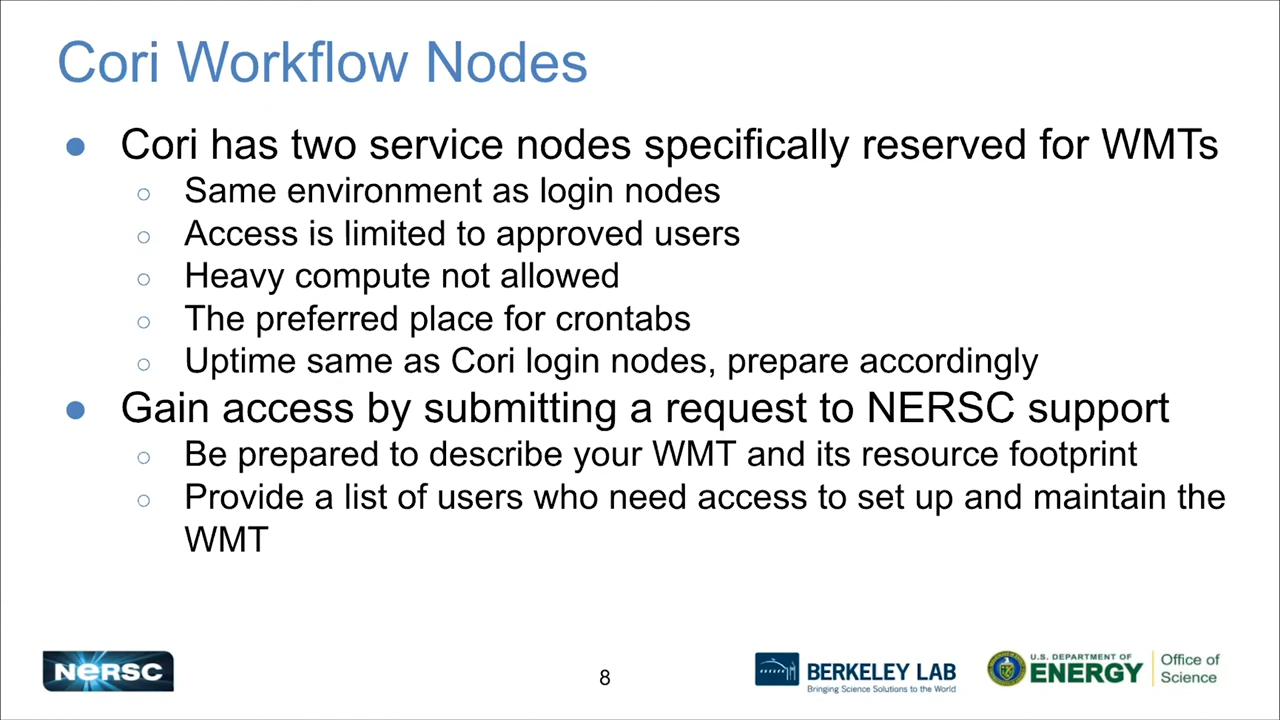 Cori Workflow Nodes
● Cori has two service nodes specifically reserved for WMTs
○ Same environment as login nodes
○ Access is limited to approved users
○ Heavy compute not allowed
○ The preferred place for crontabs
○ Uptime same as Cori login nodes, prepare accordingly
● Gain access by submitting a request to NERSC support
○ Be prepared to describe your WMT and its resource footprint
○ Provide a list of users who need access to set up and maintain the
WMT
NERSC
8
BERKELEY LAB
Bringing Science Solutions to the World
U.S. DEPARTMENT OF
ENERGY
Office of
Science